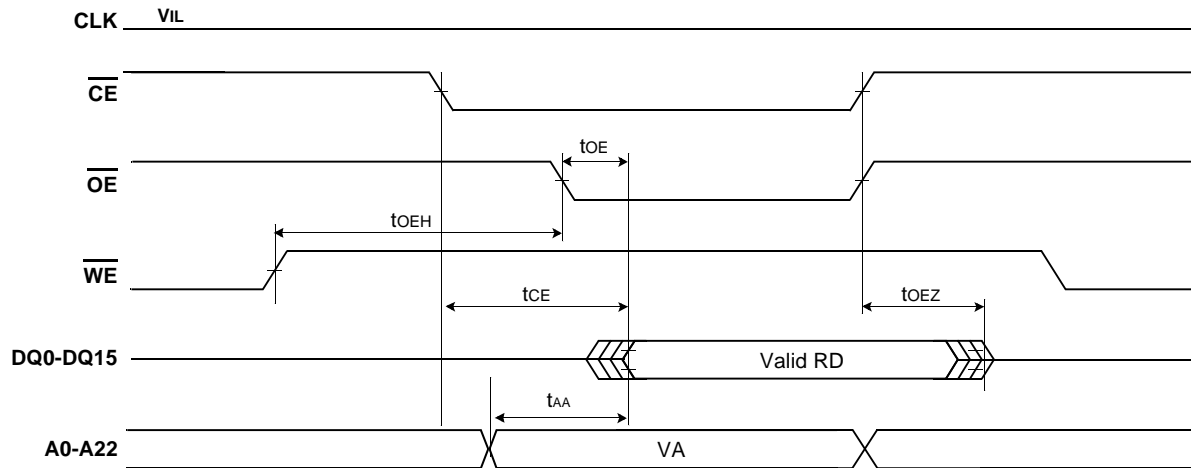 CLK VIL
CE
tOE
OE
tOEH
WE
tCE
tOEZ
DQ0-DQ15 Valid RD
tAA
A0-A22 VA